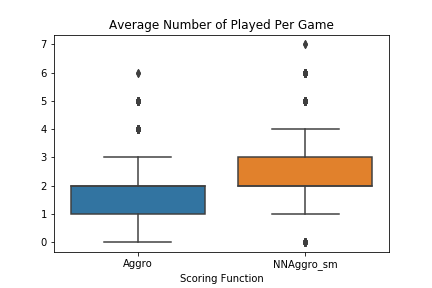 Average Number of Played Per Game
7
6
5
4
3
2
1
0
Aggro NNAggro_sm
Scoring Function